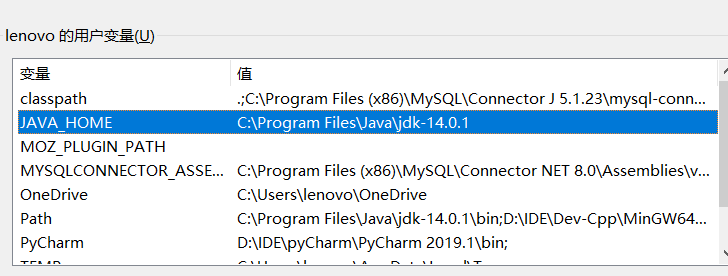 lenovo 的用户变量(U)
变量 值
classpath .;C:\Program Files (x86)\MySQL\Connector J 5.1.23\mysql-conn...
JAVA_HOME C:\Program Files\Java\jdk-14.0.1
MOZ_PLUGIN_PATH
MYSQLCONNECTOR_ASSE... C:\Program Files (x86)\MySQL\Connector NET 8.0\Assemblies\v...
OneDrive C:\Users\lenovo\OneDrive
Path C:\Program Files\Java\jdk-14.0.1\bin;D:\IDE\Dev-Cpp\MinGW64...
PyCharm D:\IDE\pyCharm\PyCharm 2019.1\bin;